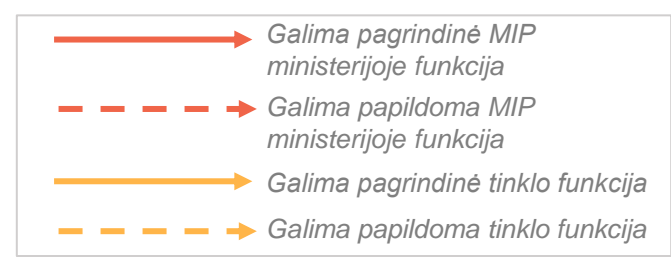 Galima pagrindinė MIP
ministerijoje funkcija
Galima papildoma MIP
ministerijoje funkcija
Galima pagrindinė tinklo funkcija
Galima papildoma tinklo funkcija